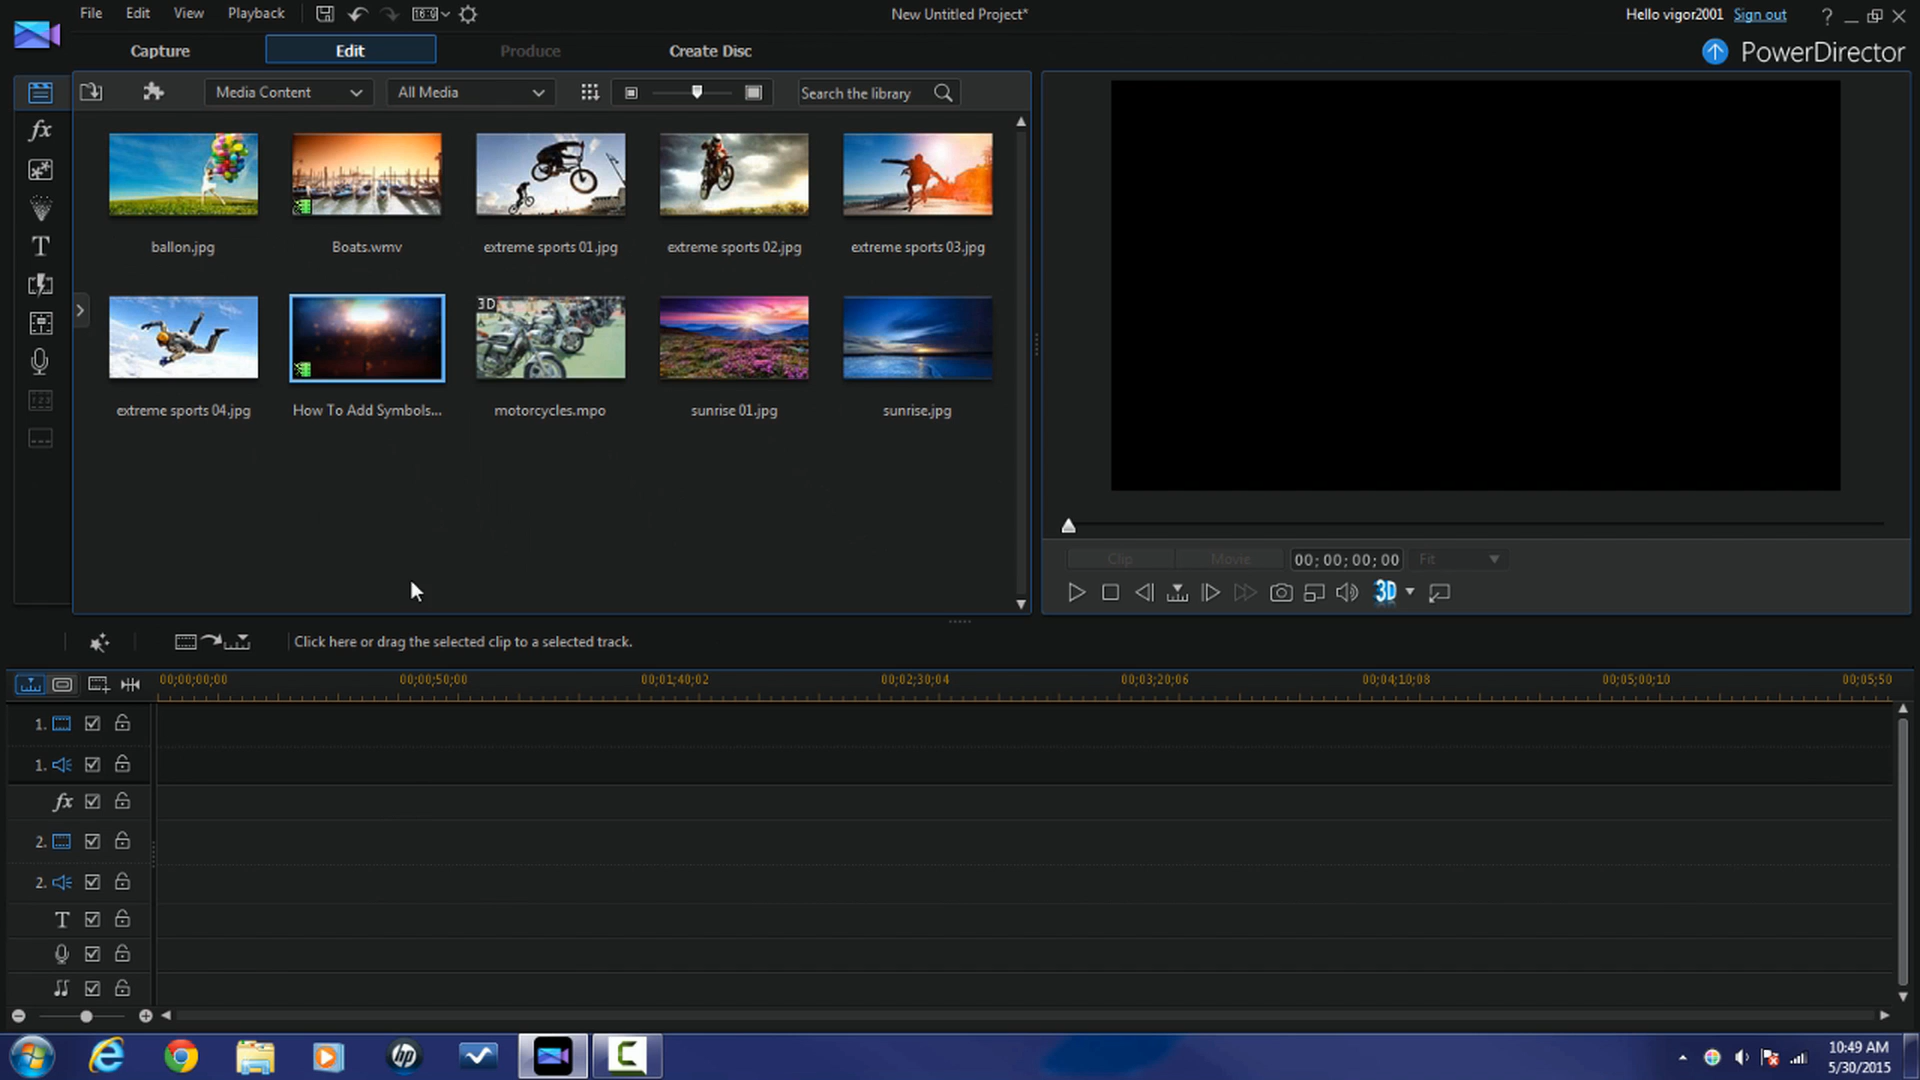 File Edit View Playback 16:9 New Untitled Project* Hello vigor2001 Sign out ?
Capture Edit Produce Create Disc PowerDirector
Media Content All Media Search the library
ballon.jpg Boats.wmv extreme sports 01.jpg extreme sports 02.jpg extreme sports 03.jpg
3D
extreme sports 04.jpg How To Add Symbols... motorcycles.mpo sunrise 01.jpg sunrise.jpg
fx
T
123
Clip Movie 00;00;00;00 Fit
3D
Click here or drag the selected clip to a selected track.
00;00;00;00 00;00;50;00 00;01;40;02 00;02;30;04 00;03;20;06 00;04;10;08 00;05;00;10 00;05;50
1.
1.
fx
2.
2.
T
hp
10:49 AM
5/30/2015